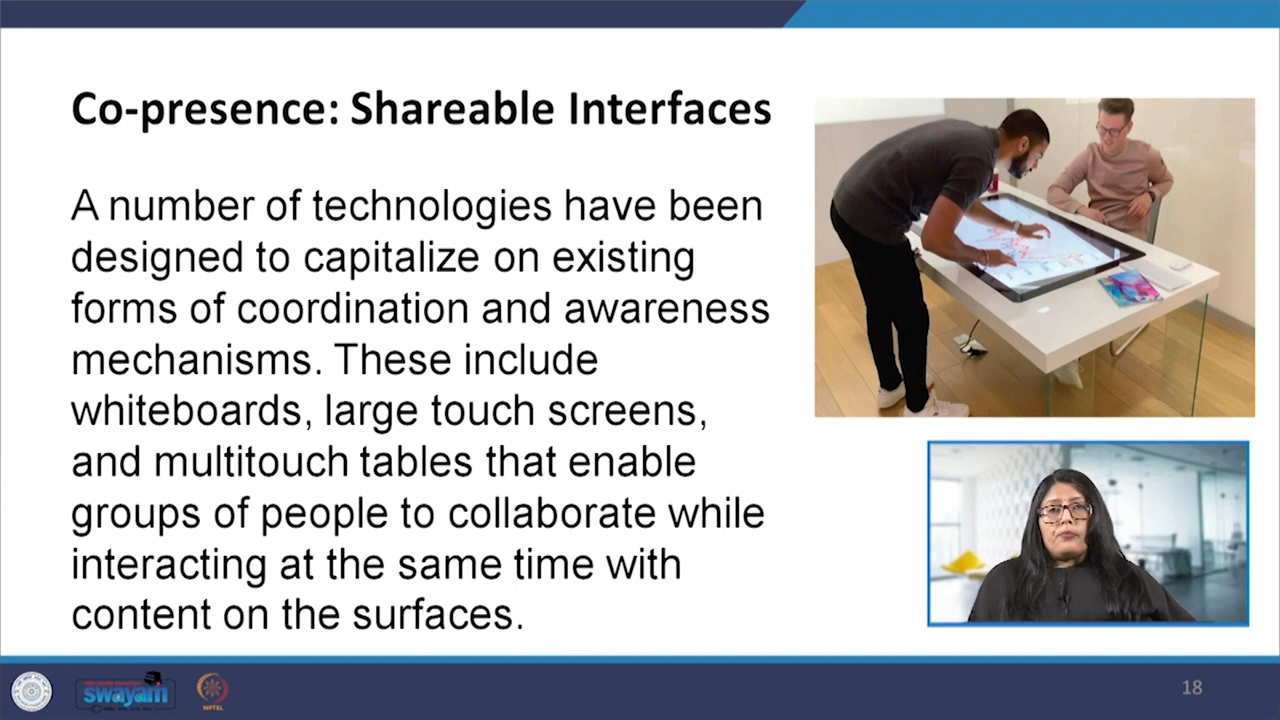 Co-presence: Shareable Interfaces
A number of technologies have been
designed to capitalize on existing
forms of coordination and awareness
mechanisms. These include
whiteboards, large touch screens,
and multitouch tables that enable
groups of people to collaborate while
interacting at the same time with
content on the surfaces.
swayam
NPTEL
18